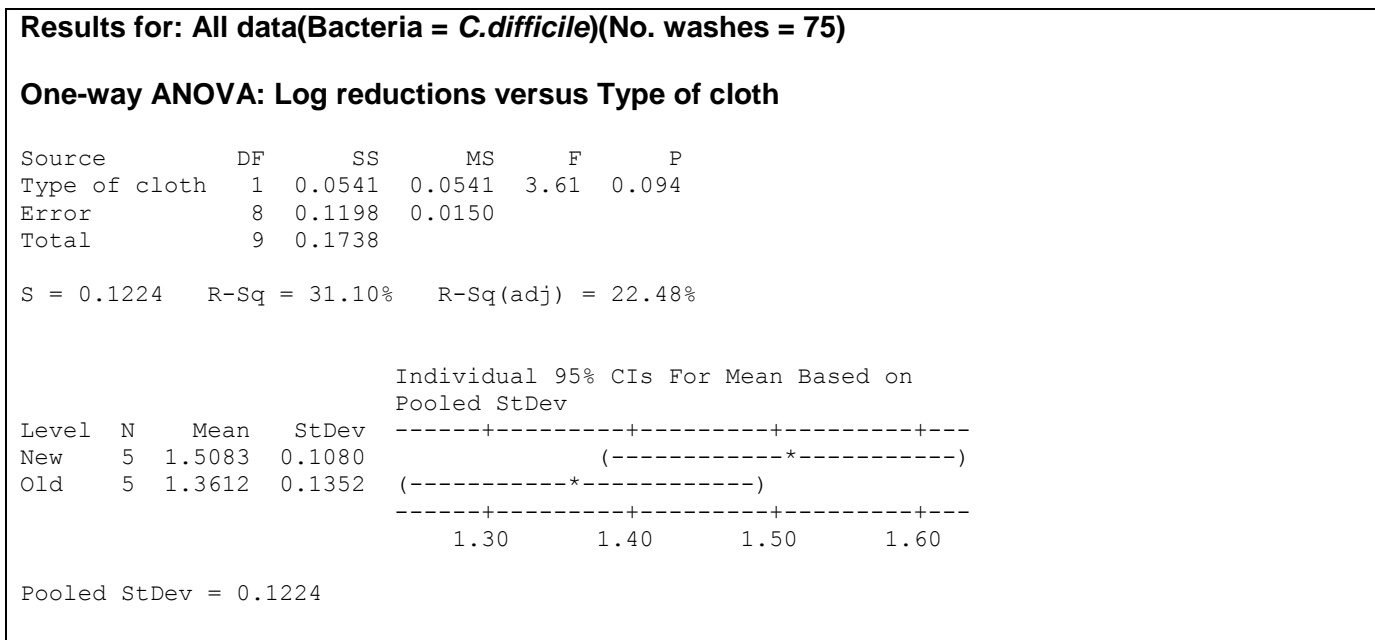 Results for: All data(Bacteria = C.difficile)(No. washes = 75)
One-way ANOVA: Log reductions versus Type of cloth
Source         DF      SS      MS     F      P
Type of cloth   1  0.0541  0.0541  3.61  0.094
Error           8  0.1198  0.0150
Total           9  0.1738
S = 0.1224   R-Sq = 31.10%   R-Sq(adj) = 22.48%
Individual 95% CIs For Mean Based on
Pooled StDev
Level  N    Mean   StDev  ------+---------+---------+---------+---
New    5  1.5083  0.1080                (------------*-----------)
Old    5  1.3612  0.1352  (-----------*------------)
------+---------+---------+---------+---
1.30      1.40      1.50      1.60
Pooled StDev = 0.1224